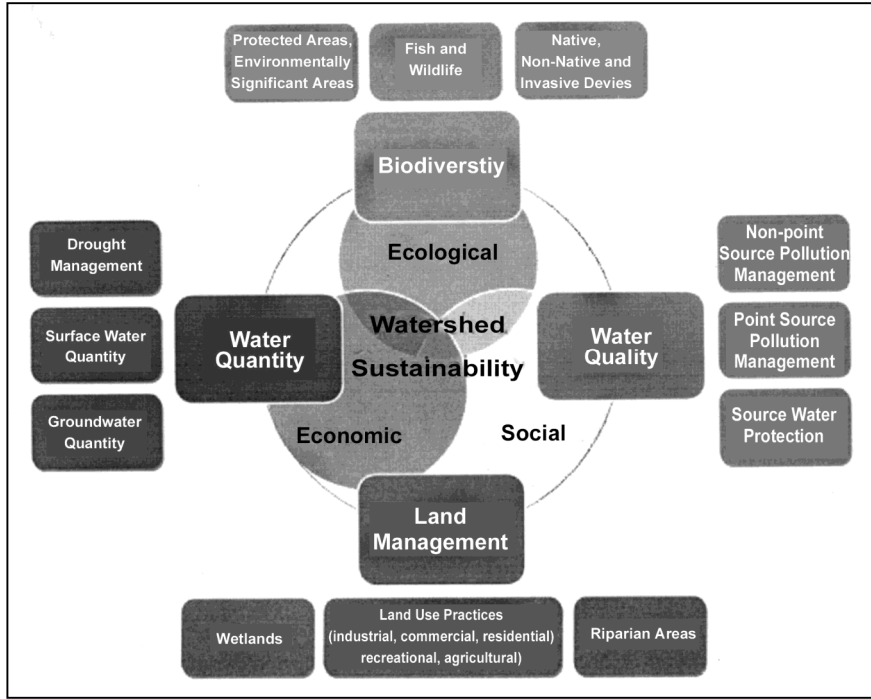 Protected Areas,
Environmentally
Significant Areas
Fish and
Wildlife
Native,
Non-Native and
Invasive Devies
Biodiverstiy
Ecological
Drought
Management
Surface Water
Quantity
Groundwater
Quantity
Water
Quantity
Watershed
Sustainability
Economic
Social
Water
Quality
Non-point
Source Pollution
Management
Point Source
Pollution
Management
Source Water
Protection
Land
Management
Wetlands
Land Use Practices
(industrial, commercial, residential)
recreational, agricultural)
Riparian Areas